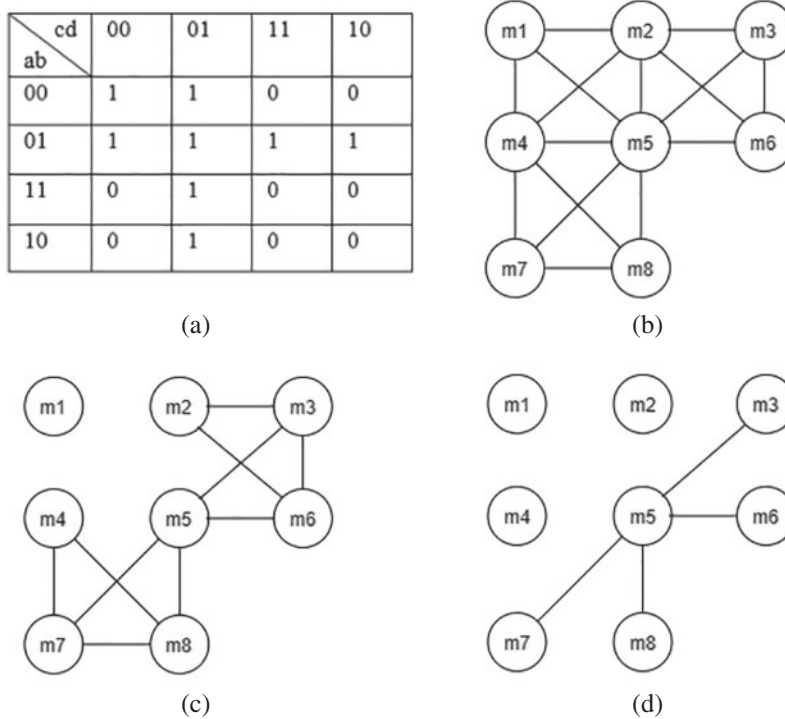 cd 00 01 11 10
ab
00 1 1 0 0
01 1 1 1 1
11 0 1 0 0
10 0 1 0 0
(a)
m1 m2 m3
m4 m5 m6
m7 m8
(b)
m1 m2 m3
m4 m5 m6
m7 m8
(c)
m1 m2 m3
m4 m5 m6
m7 m8
(d)